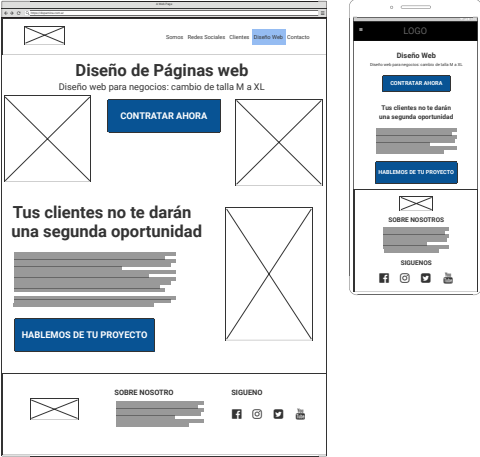 Somos Redes Sociales Clientes Diseño Web Contacto
Diseño de Páginas web
Diseño web para negocios: cambio de talla M a XL
CONTRATAR AHORA
Tus clientes no te darán
una segunda oportunidad
HABLEMOS DE TU PROYECTO
SOBRE NOSOTRO
SIGUENO
LOGO
Diseño Web
Diseño web para negocios: cambio de talla M a XL
CONTRATAR AHORA
Tus clientes no te darán
una segunda oportunidad
HABLEMOS DE TU PROYECTO
SOBRE NOSOTROS
SIGUENOS